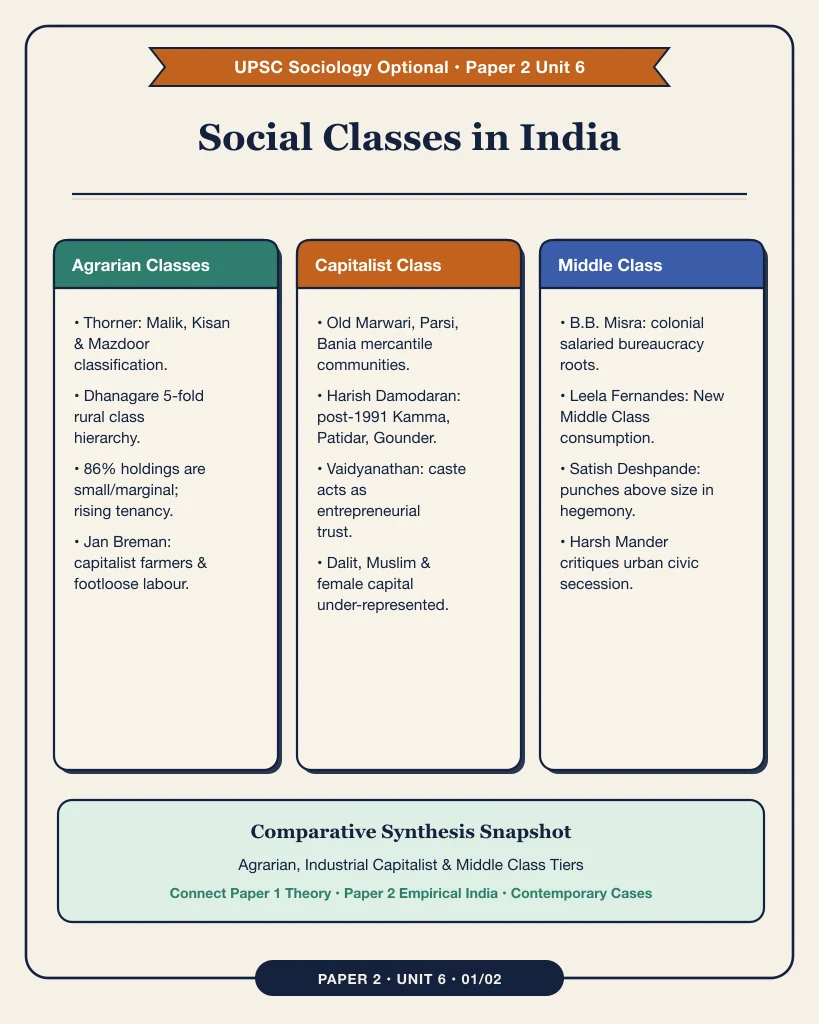 UPSC Sociology Optional • Paper 2 Unit 6
Social Classes in India
Agrarian Classes
• Thorner: Malik, Kisan
& Mazdoor
classification.
• Dhanagare 5-fold
rural class
hierarchy.
• 86% holdings are
small/marginal;
rising tenancy.
• Jan Breman:
capitalist farmers &
footloose labour.
Capitalist Class
• Old Marwari, Parsi,
Bania mercantile
communities.
• Harish Damodaran:
post-1991 Kamma,
Patidar, Gounder.
• Vaidyanathan: caste
acts as
entrepreneurial
trust.
• Dalit, Muslim &
female capital
under-represented.
Middle Class
• B.B. Misra: colonial
salaried bureaucracy
roots.
• Leela Fernandes: New
Middle Class
consumption.
• Satish Deshpande:
punches above size in
hegemony.
• Harsh Mander
critiques urban civic
secession.
Comparative Synthesis Snapshot
Agrarian, Industrial Capitalist & Middle Class Tiers
Connect Paper 1 Theory • Paper 2 Empirical India • Contemporary Cases
PAPER 2 • UNIT 6 • 01/02